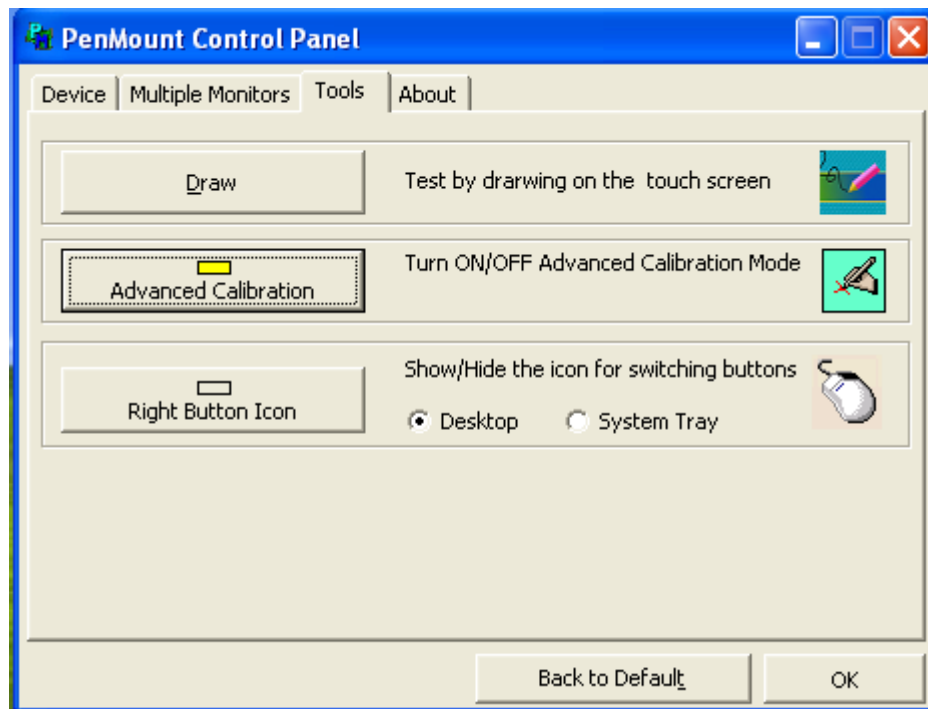 PenMount Control Panel
Device Multiple Monitors Tools About
Draw Test by drarwing on the touch screen
Advanced Calibration Turn ON/OFF Advanced Calibration Mode
Right Button Icon Show/Hide the icon for switching buttons
Desktop System Tray
Back to Default OK